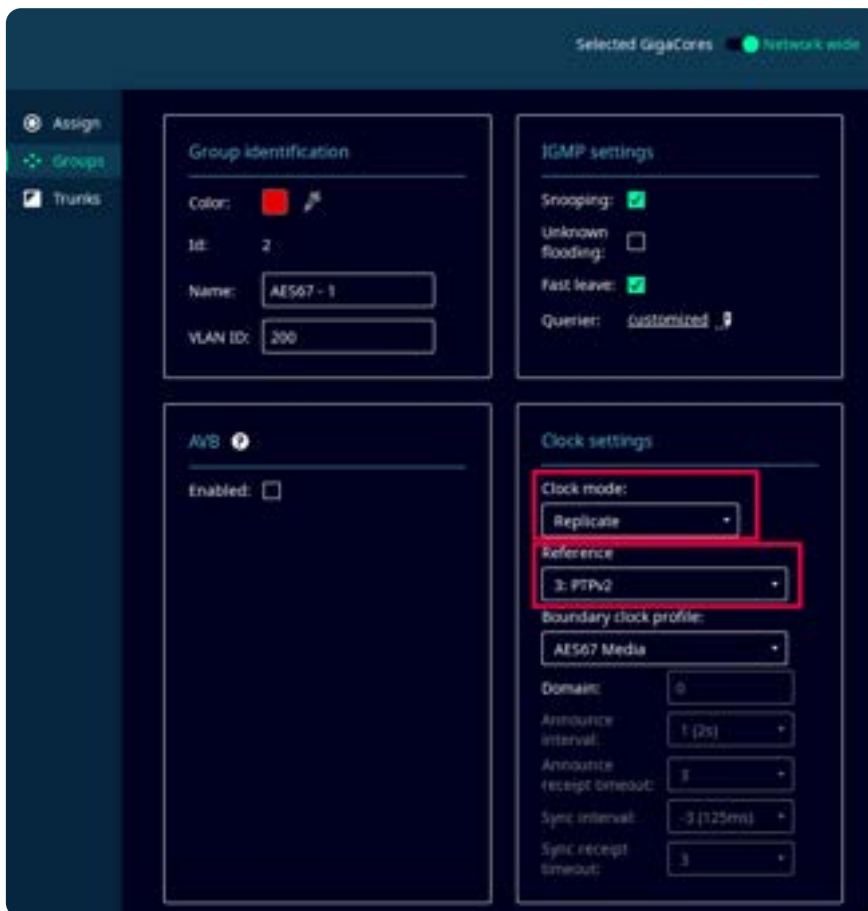 Selected GigaCores Network wide
Assign
Groups
Trunks
Group identification
Color:
Id: 2
Name: AES67 - 1
VLAN ID: 200
IGMP settings
Snooping:
Unknown
flooding:
Fast leave:
Querier: customized
AVB ?
Enabled:
Clock settings
Clock mode:
Replicate
Reference
3: PTPv2
Boundary clock profile:
AES67 Media
Domain: 0
Announce
interval: 1 (2s)
Announce
receipt timeout: 3
Sync interval: -3 (125ms)
Sync receipt
timeout: 3